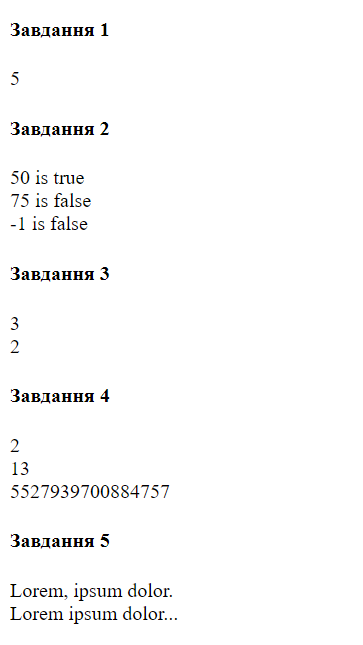 Завдання 1
5
Завдання 2
50 is true
75 is false
-1 is false
Завдання 3
3
2
Завдання 4
2
13
5527939700884757
Завдання 5
Lorem, ipsum dolor.
Lorem ipsum dolor...